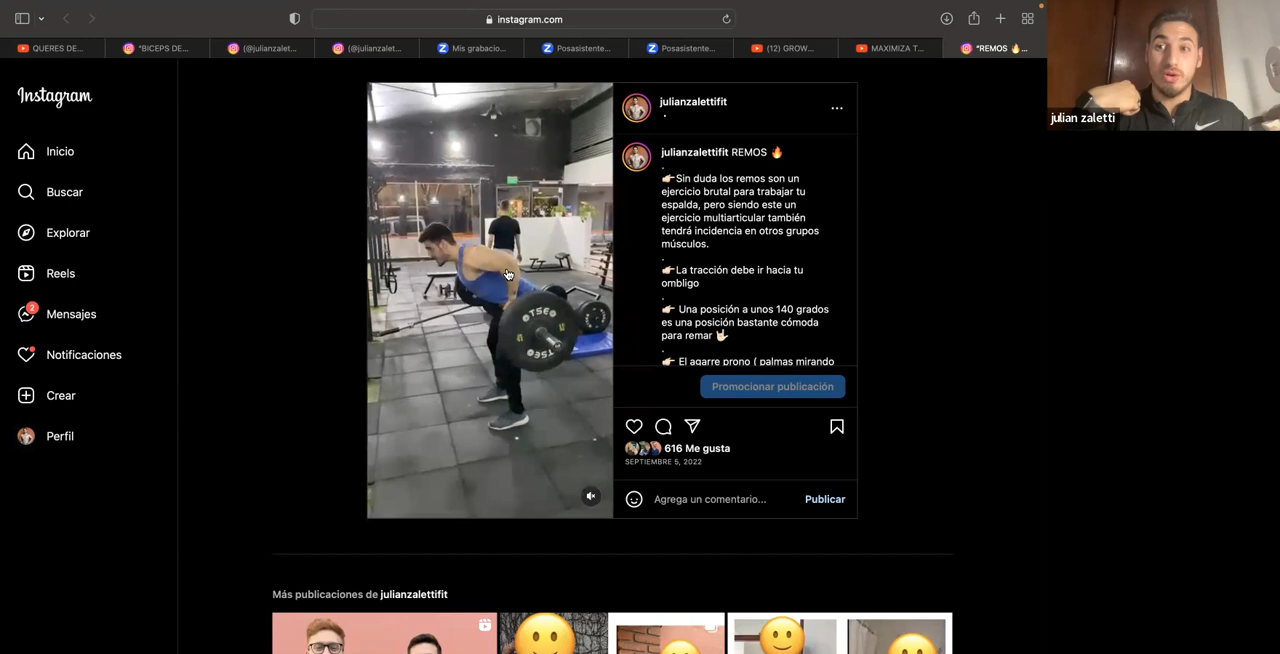 instagram.com
QUERES DE...
"BICEPS DE...
(@julianzalet...
(@julianzalet...
Mis grabacio...
Posasistente...
Posasistente...
(12) GROW...
MAXIMIZA T...
"REMOS 🔥...
julian zaletti
Instagram
Inicio
Buscar
Explorar
Reels
2
Mensajes
Notificaciones
Crear
Perfil
OTSEO
OTSEO
julianzalettifit
.
julianzalettifit REMOS 🔥
.
👉🏻Sin duda los remos son un
ejercicio brutal para trabajar tu
espalda, pero siendo este un
ejercicio multiarticular también
tendrá incidencia en otros grupos
músculos.
.
👉🏻La tracción debe ir hacia tu
ombligo
.
👉🏻 Una posición a unos 140 grados
es una posición bastante cómoda
para remar 🤟🏻
.
👉🏻 El agarre prono ( palmas mirando
Promocionar publicación
616 Me gusta
SEPTIEMBRE 5, 2022
Agrega un comentario...
Publicar
Más publicaciones de julianzalettifit